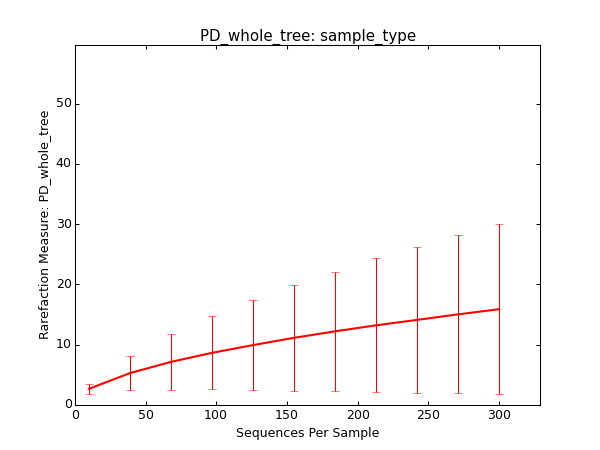 PD_whole_tree: sample_type
Rarefaction Measure: PD_whole_tree
50
40
30
20
10
0
0 50 100 150 200 250 300
Sequences Per Sample